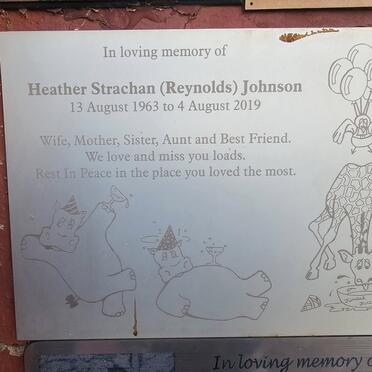 In loving memory of
Heather Strachan (Reynolds) Johnson
13 August 1963 to 4 August 2019
Wife, Mother, Sister, Aunt and Best Friend.
We love and miss you loads.
Rest In Peace in the place you loved the most.
In loving memory o